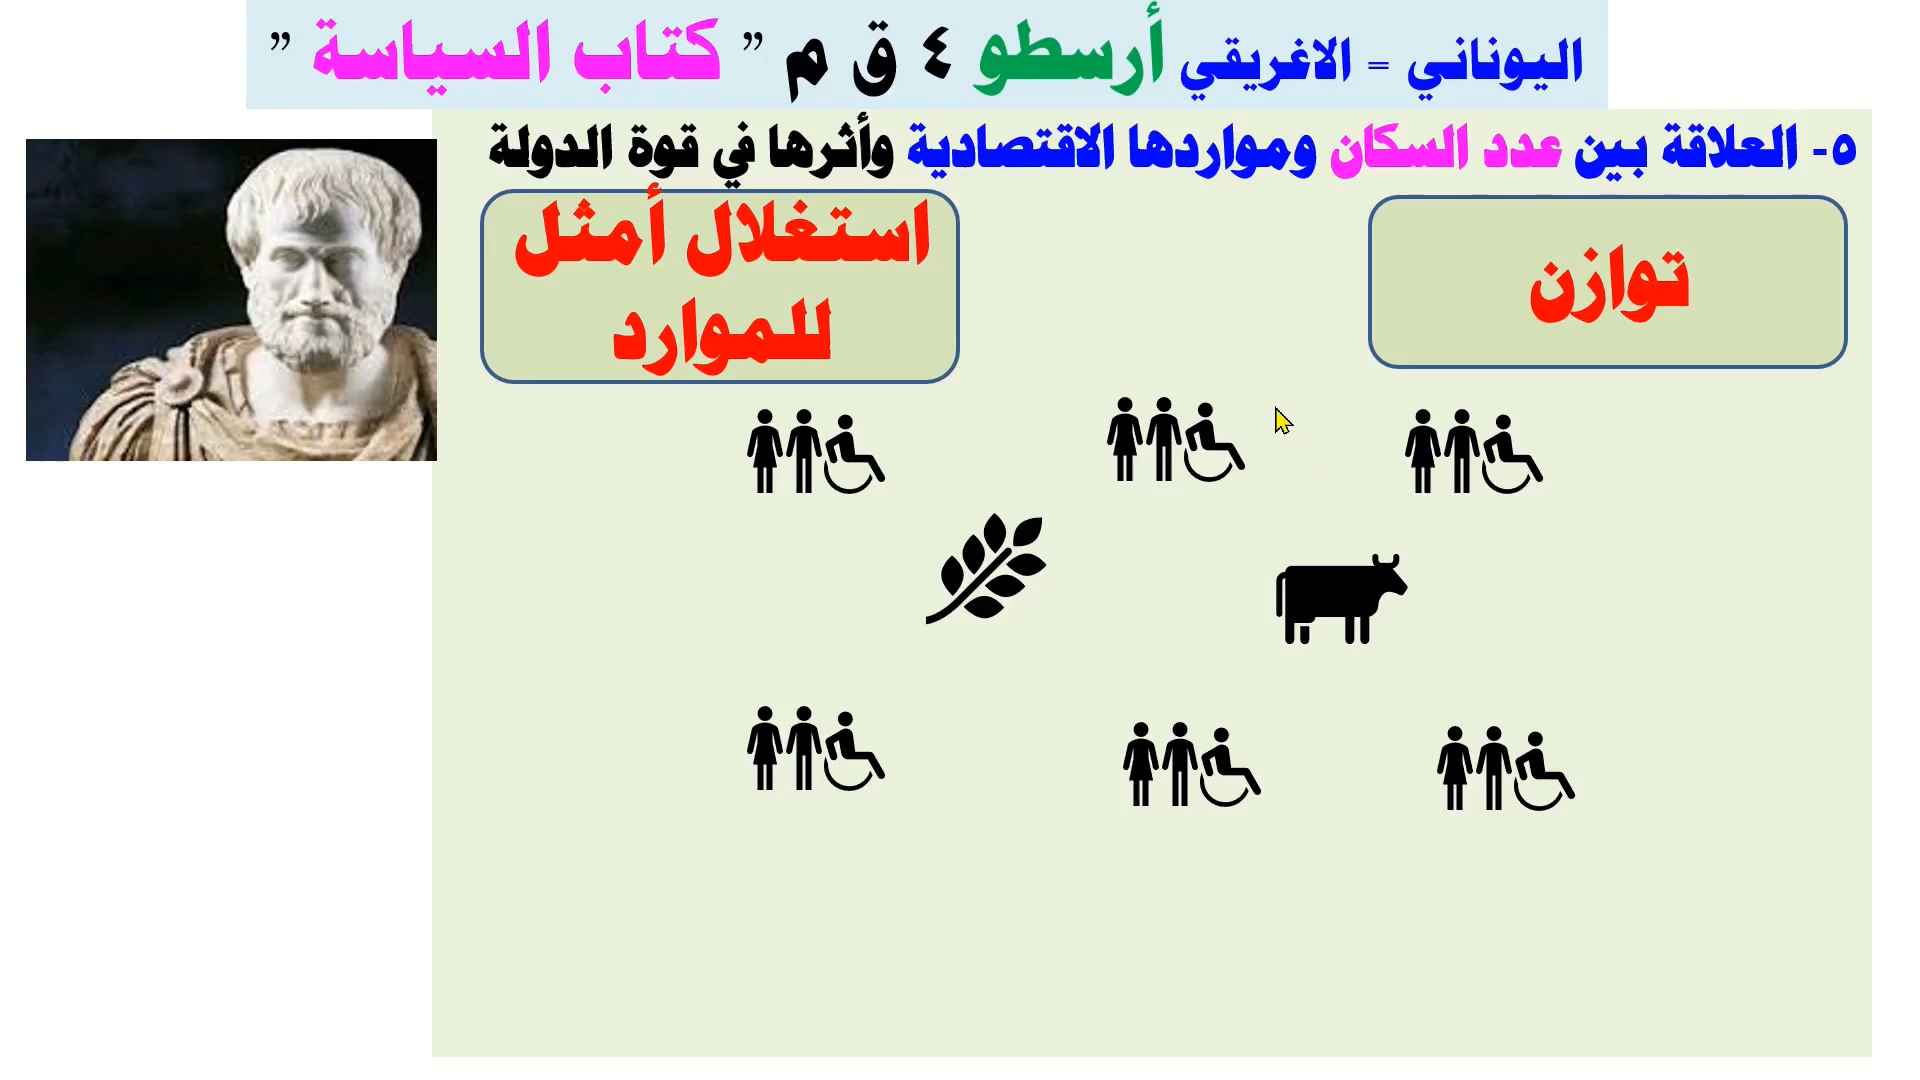 اليوناني = الاغريقي أرسطو ٤ ق م ” كتاب السياسة ”
٥- العلاقة بين عدد السكان ومواردها الاقتصادية وأثرها في قوة الدولة
توازن
استغلال أمثل
للموارد